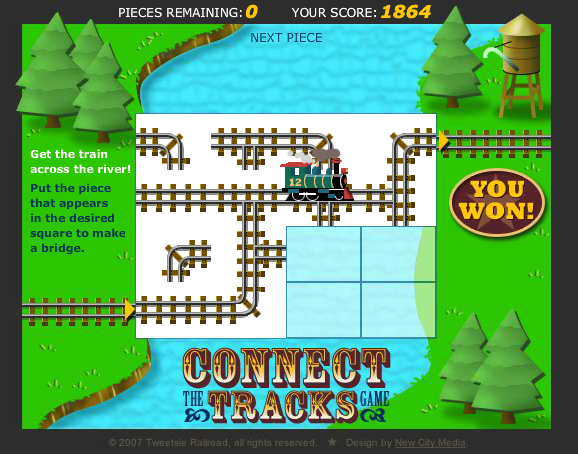 PIECES REMAINING: 0 YOUR SCORE: 1864
NEXT PIECE
Get the train
across the river!
Put the piece
that appears
in the desired
square to make
a bridge.
12
YOU
WON!
CONNECT
THE TRACKS GAME
© 2007 Tweetsie Railroad, all rights reserved. ★ Design by New City Media.